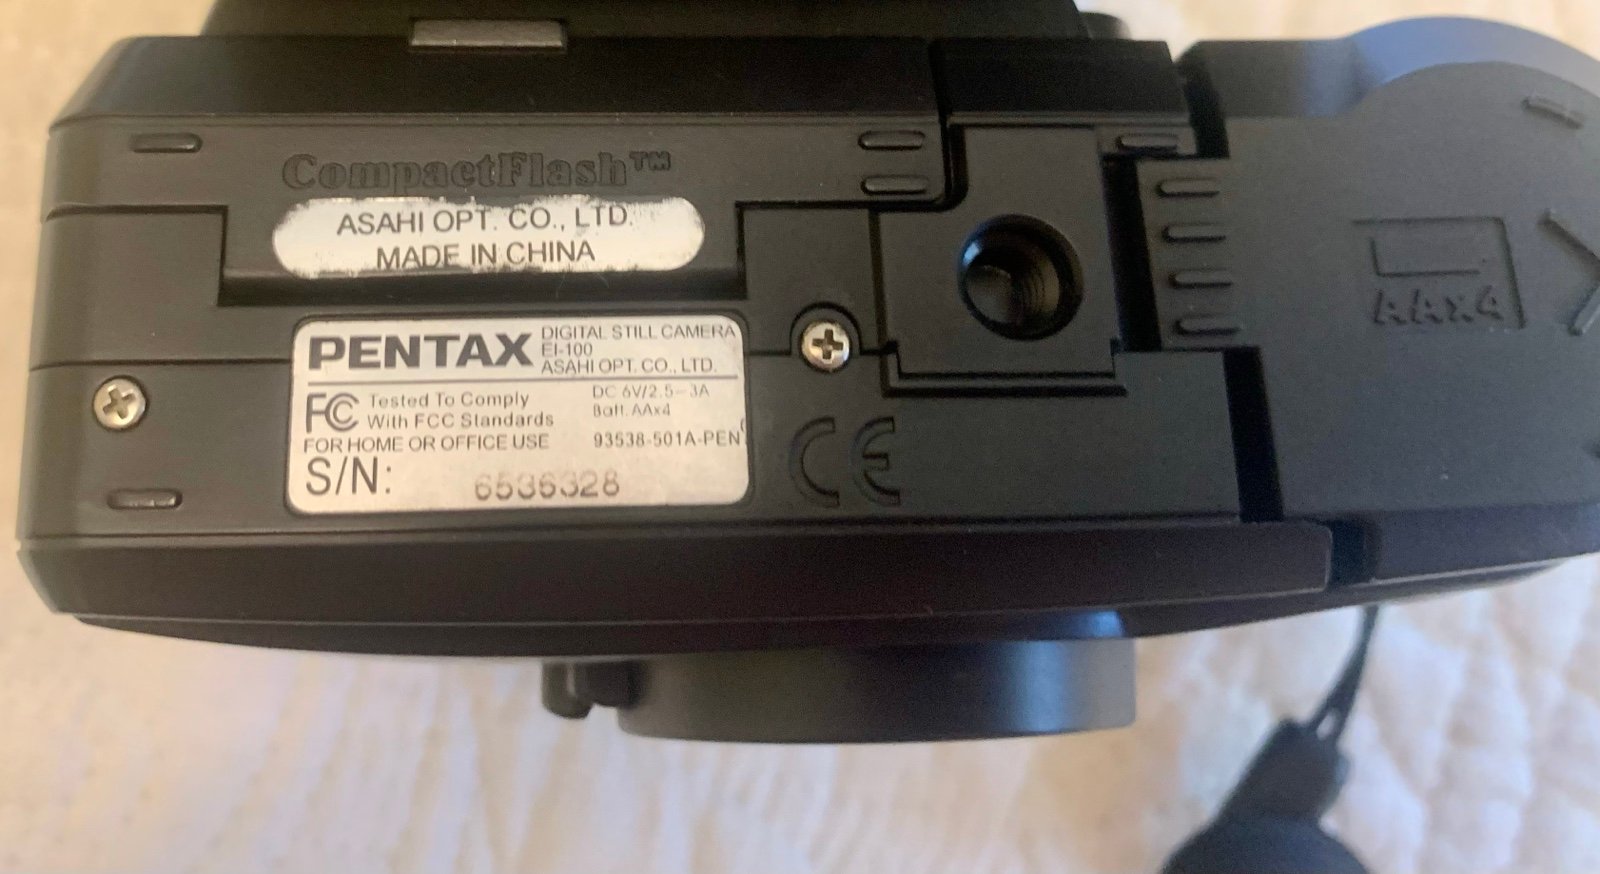 CompactFlash™
ASAHI OPT. CO., LTD.
MADE IN CHINA
PENTAX
DIGITAL STILL CAMERA
EI-100
ASAHI OPT. CO., LTD.
FC Tested To Comply
With FCC Standards
DC 6V/2.5-3A
Batt. AAx4
FOR HOME OR OFFICE USE 93538-501A-PEN
S/N: 6536328
CE
AAx4